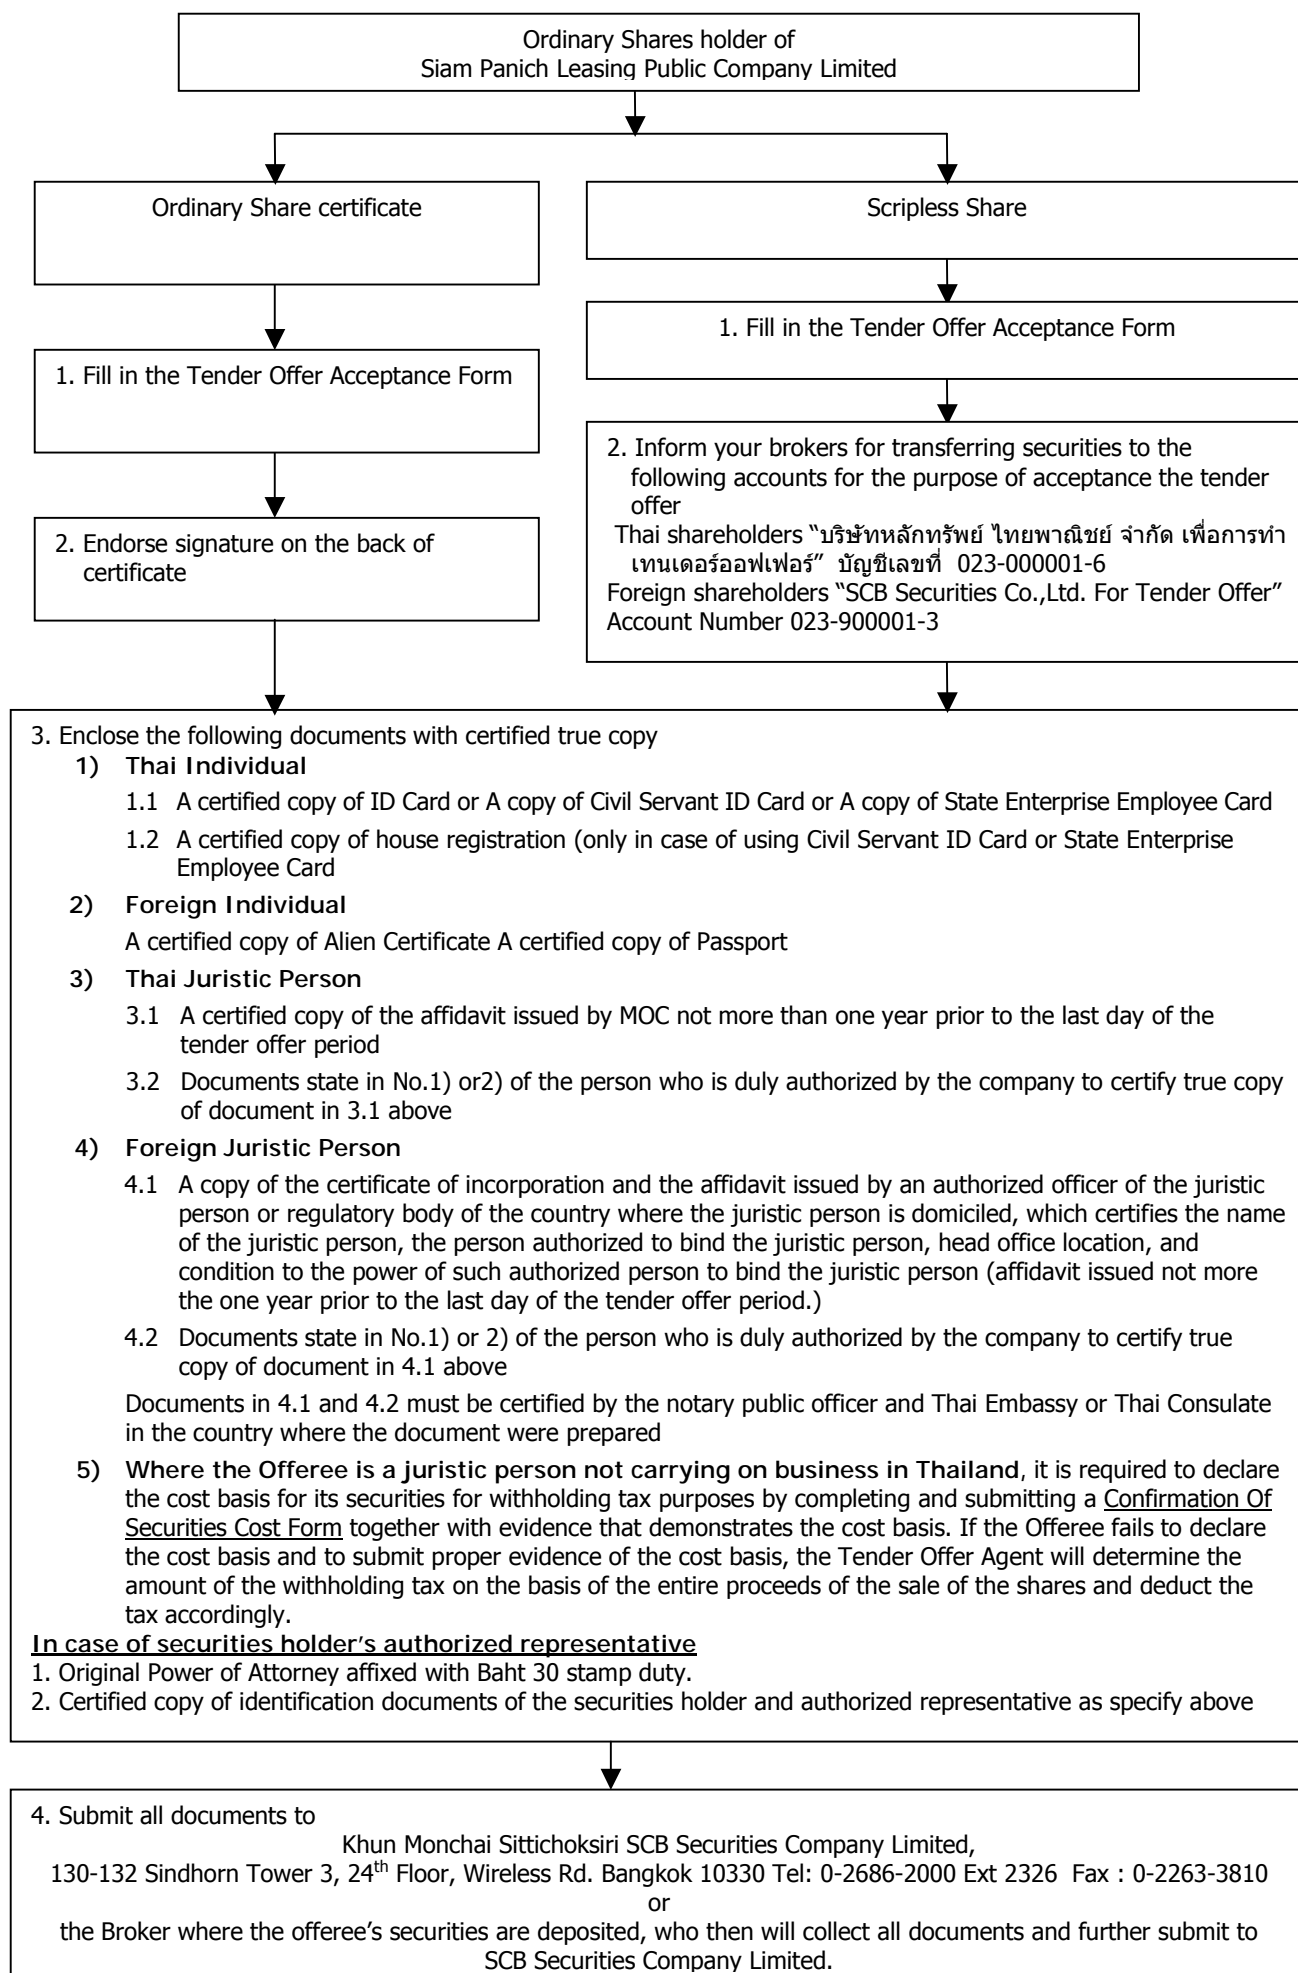 Ordinary Shares holder of
Siam Panich Leasing Public Company Limited
Ordinary Share certificate
1. Fill in the Tender Offer Acceptance Form
2. Endorse signature on the back of
certificate
Scripless Share
1. Fill in the Tender Offer Acceptance Form
2. Inform your brokers for transferring securities to the
following accounts for the purpose of acceptance the tender
offer
Thai shareholders “บริษัทหลักทรัพย์ ไทยพาณิชย์ จำกัด เพื่อการทำ
เทนเดอร์ออฟเฟอร์” บัญชีเลขที่ 023-000001-6
Foreign shareholders “SCB Securities Co.,Ltd. For Tender Offer”
Account Number 023-900001-3
3. Enclose the following documents with certified true copy
1) Thai Individual
1.1 A certified copy of ID Card or A copy of Civil Servant ID Card or A copy of State Enterprise Employee Card
1.2 A certified copy of house registration (only in case of using Civil Servant ID Card or State Enterprise
Employee Card
2) Foreign Individual
A certified copy of Alien Certificate A certified copy of Passport
3) Thai Juristic Person
3.1 A certified copy of the affidavit issued by MOC not more than one year prior to the last day of the
tender offer period
3.2 Documents state in No.1) or2) of the person who is duly authorized by the company to certify true copy
of document in 3.1 above
4) Foreign Juristic Person
4.1 A copy of the certificate of incorporation and the affidavit issued by an authorized officer of the juristic
person or regulatory body of the country where the juristic person is domiciled, which certifies the name
of the juristic person, the person authorized to bind the juristic person, head office location, and
condition to the power of such authorized person to bind the juristic person (affidavit issued not more
the one year prior to the last day of the tender offer period.)
4.2 Documents state in No.1) or 2) of the person who is duly authorized by the company to certify true
copy of document in 4.1 above
Documents in 4.1 and 4.2 must be certified by the notary public officer and Thai Embassy or Thai Consulate
in the country where the document were prepared
5) Where the Offeree is a juristic person not carrying on business in Thailand, it is required to declare
the cost basis for its securities for withholding tax purposes by completing and submitting a Confirmation Of
Securities Cost Form together with evidence that demonstrates the cost basis. If the Offeree fails to declare
the cost basis and to submit proper evidence of the cost basis, the Tender Offer Agent will determine the
amount of the withholding tax on the basis of the entire proceeds of the sale of the shares and deduct the
tax accordingly.
In case of securities holder’s authorized representative
1. Original Power of Attorney affixed with Baht 30 stamp duty.
2. Certified copy of identification documents of the securities holder and authorized representative as specify above
4. Submit all documents to
Khun Monchai Sittichoksiri SCB Securities Company Limited,
130-132 Sindhorn Tower 3, 24th Floor, Wireless Rd. Bangkok 10330 Tel: 0-2686-2000 Ext 2326 Fax : 0-2263-3810
or
the Broker where the offeree’s securities are deposited, who then will collect all documents and further submit to
SCB Securities Company Limited.